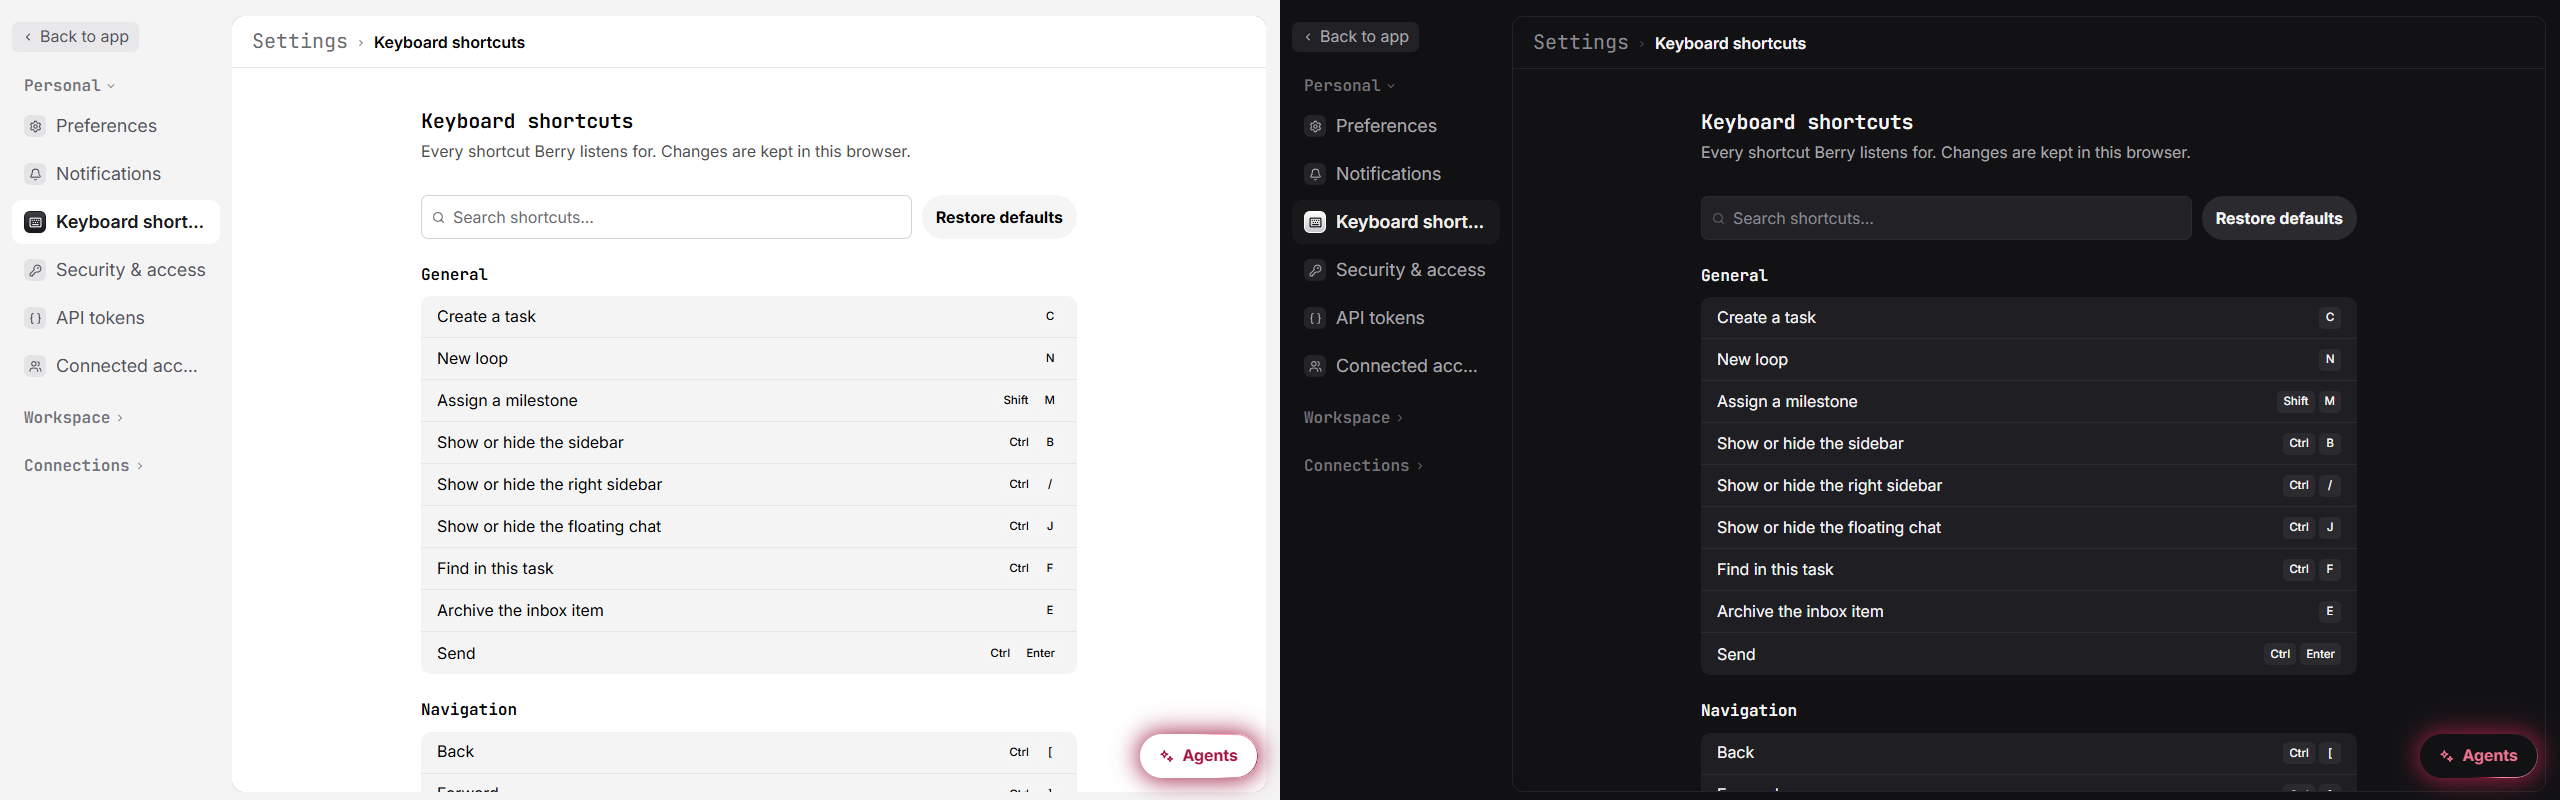 Back to app
Personal
Preferences
Notifications
Keyboard short...
Security & access
API tokens
Connected acc...
Workspace
Connections
Settings › Keyboard shortcuts
Keyboard shortcuts
Every shortcut Berry listens for. Changes are kept in this browser.
Search shortcuts...
Restore defaults
General
Create a task C
New loop N
Assign a milestone Shift M
Show or hide the sidebar Ctrl B
Show or hide the right sidebar Ctrl /
Show or hide the floating chat Ctrl J
Find in this task Ctrl F
Archive the inbox item E
Send Ctrl Enter
Navigation
Back Ctrl [
Agents
Back to app
Personal
Preferences
Notifications
Keyboard short...
Security & access
API tokens
Connected acc...
Workspace
Connections
Settings › Keyboard shortcuts
Keyboard shortcuts
Every shortcut Berry listens for. Changes are kept in this browser.
Search shortcuts...
Restore defaults
General
Create a task C
New loop N
Assign a milestone Shift M
Show or hide the sidebar Ctrl B
Show or hide the right sidebar Ctrl /
Show or hide the floating chat Ctrl J
Find in this task Ctrl F
Archive the inbox item E
Send Ctrl Enter
Navigation
Back Ctrl [
Agents